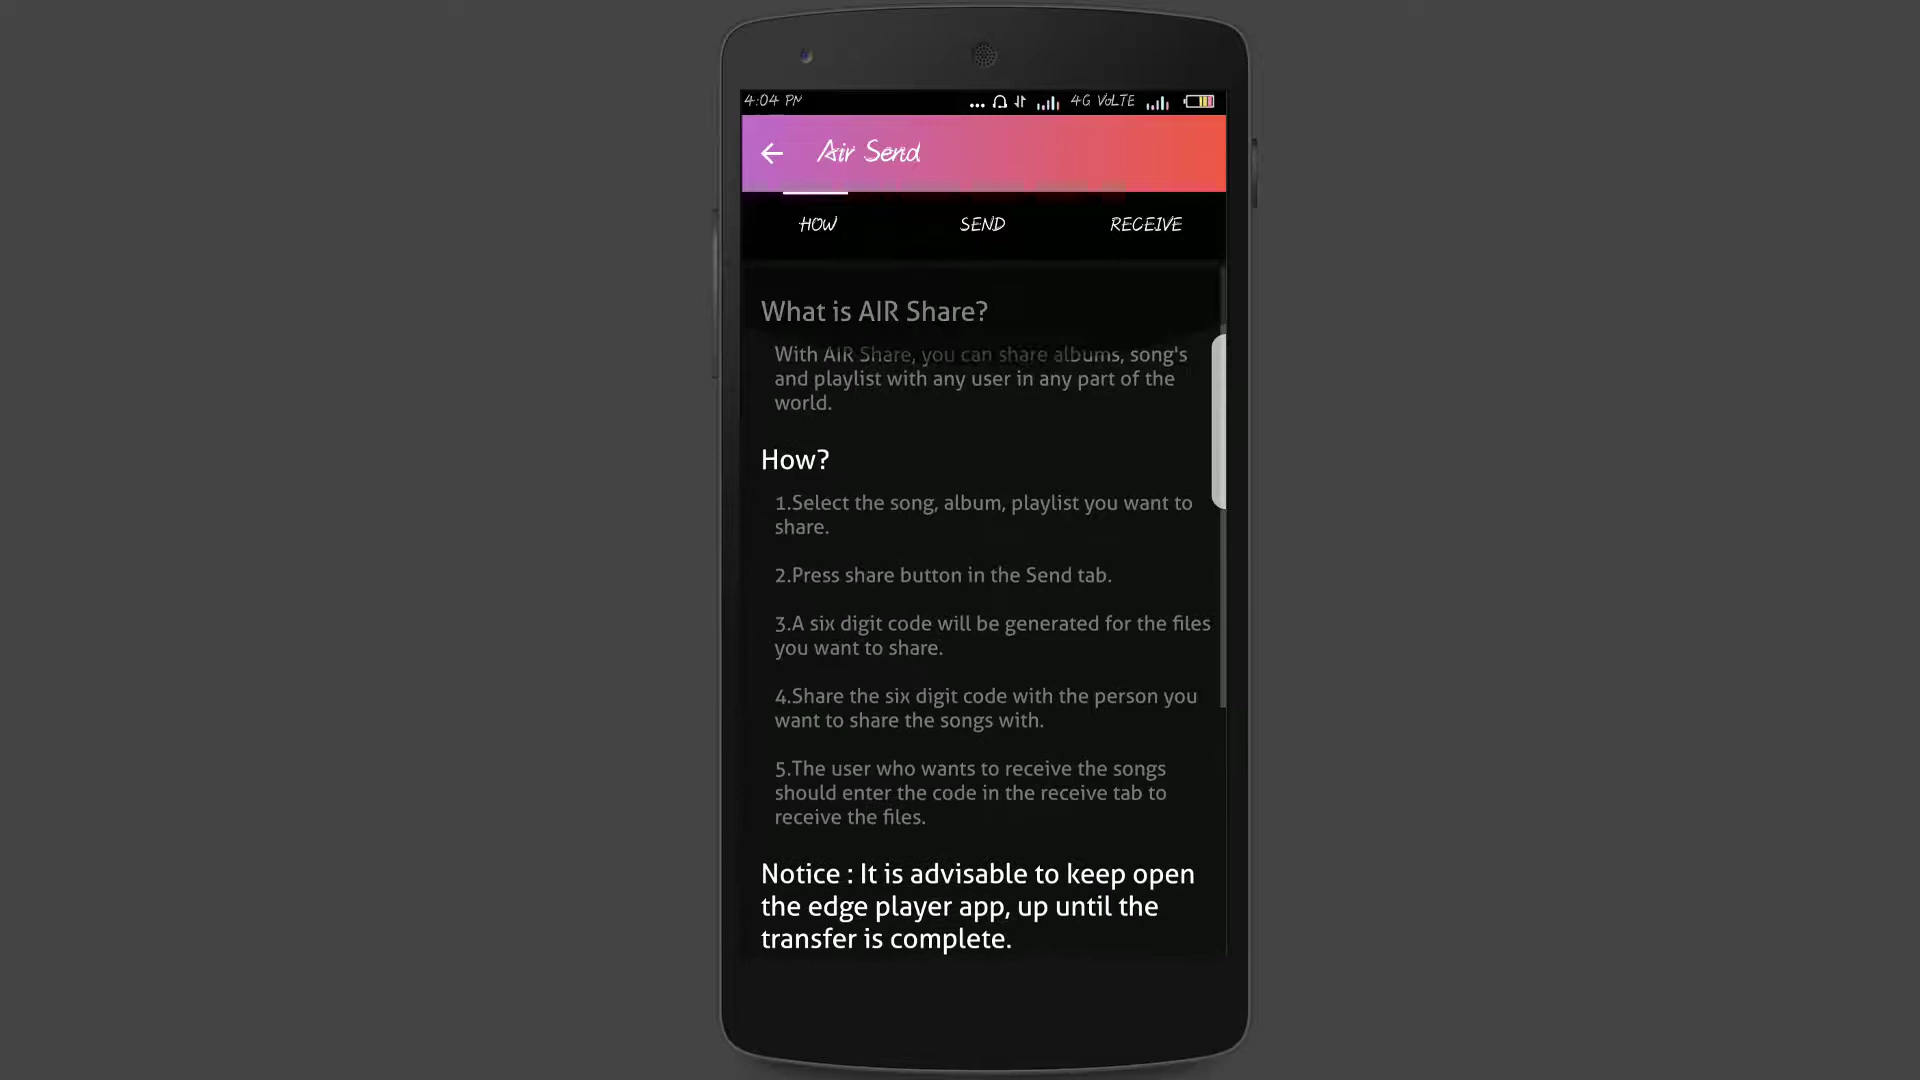 4:04 PM
4G VoLTE
Air Send
HOW
SEND
RECEIVE
What is AIR Share?
With AIR Share, you can share albums, song's
and playlist with any user in any part of the
world.
How?
1.Select the song, album, playlist you want to
share.
2.Press share button in the Send tab.
3.A six digit code will be generated for the files
you want to share.
4.Share the six digit code with the person you
want to share the songs with.
5.The user who wants to receive the songs
should enter the code in the receive tab to
receive the files.
Notice : It is advisable to keep open
the edge player app, up until the
transfer is complete.